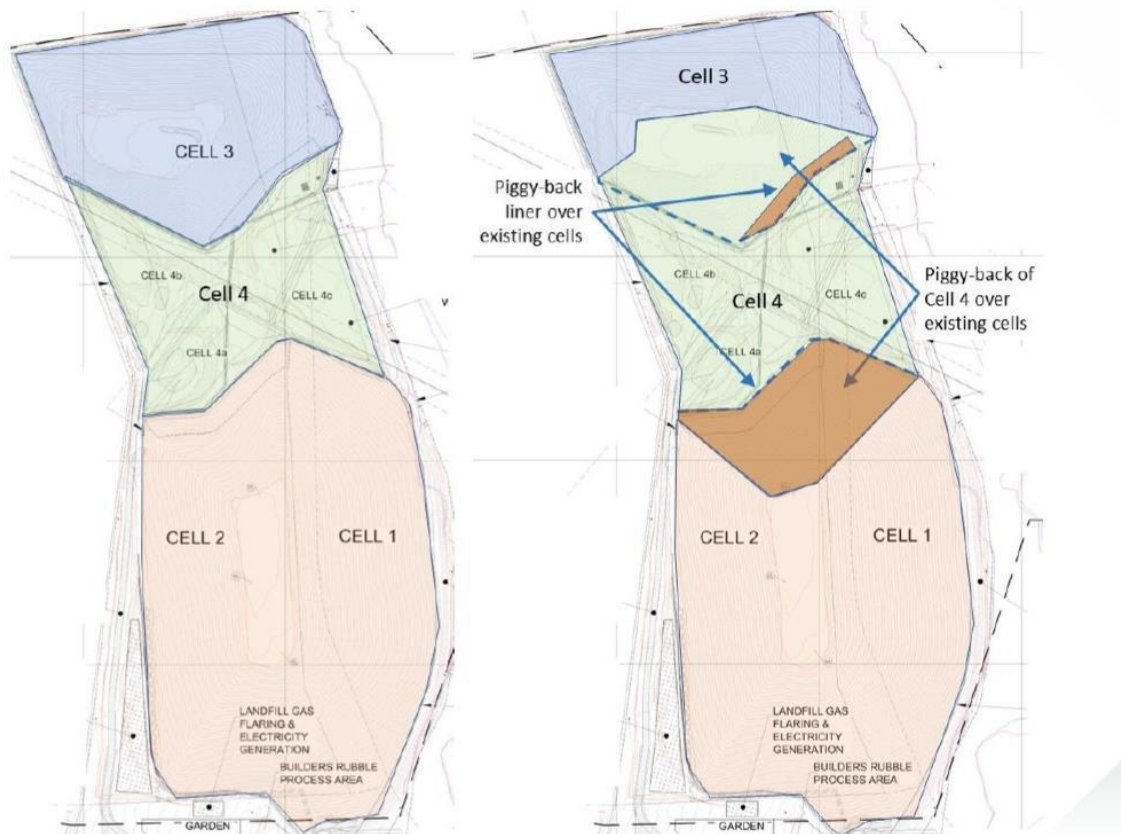 CELL 3
CELL 4b
Cell 4
CELL 4c
CELL 4a
CELL 2
CELL 1
LANDFILL GAS
FLARING &
ELECTRICITY
GENERATION
BUILDERS RUBBLE
PROCESS AREA
GARDEN
V
Cell 3
Piggy-back
liner over
existing cells
CELL 4b
Cell 4
CELL 4c
CELL 4a
Piggy-back of
Cell 4 over
existing cells
CELL 2
CELL 1
LANDFILL GAS
FLARING &
ELECTRICITY
GENERATION
BUILDERS RUBBLE
PROCESS AREA
GARDEN